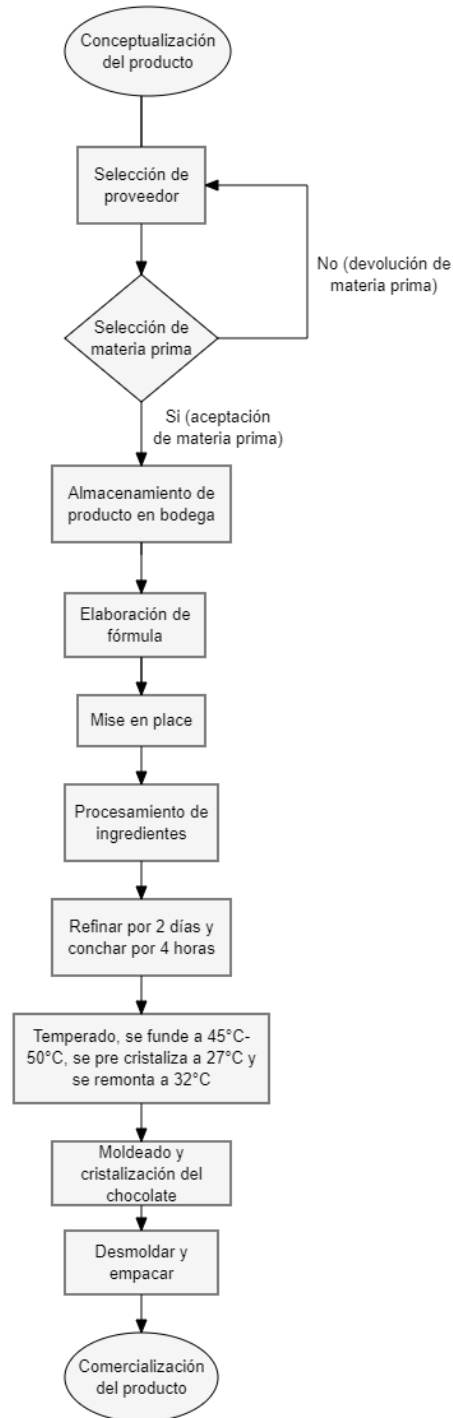 Conceptualización
del producto
Selección de
proveedor
No (devolución de
materia prima)
Selección de
materia prima
Si (aceptación
de materia prima)
Almacenamiento de
producto en bodega
Elaboración de
fórmula
Mise en place
Procesamiento de
ingredientes
Refinar por 2 días y
conchar por 4 horas
Temperado, se funde a 45°C-
50°C, se pre cristaliza a 27°C y
se remonta a 32°C
Moldeado y
cristalización del
chocolate
Desmoldar y
empacar
Comercialización
del producto